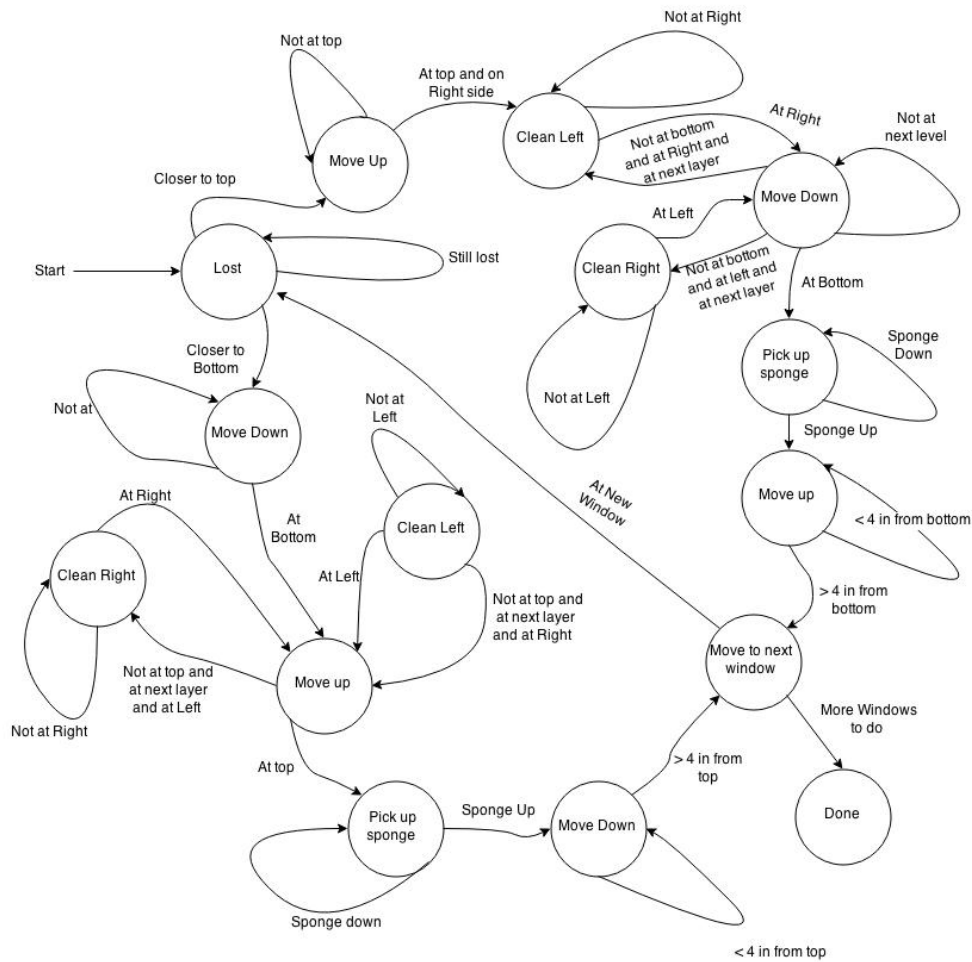 Not at Right
Not at top
At top and on
Right side
Clean Left
At Right
Not at
next level
Not at bottom
and at Right and
at next layer
Move Up
Closer to top
Move Down
At Left
Start
Lost
Still lost
Clean Right
Not at bottom
and at left and
at next layer
At Bottom
Closer to
Bottom
Pick up
sponge
Sponge
Down
Not at
Move Down
Not at
Left
Not at Left
Sponge Up
At New
Window
Move up
< 4 in from bottom
At Right
At
Bottom
Clean Left
Clean Right
At Left
Not at top and
at next layer
and at Right
> 4 in from
bottom
Move to next
window
Not at top and
at next layer
and at Left
Move up
Not at Right
More Windows
to do
At top
> 4 in from
top
Pick up
sponge
Sponge Up
Move Down
Done
Sponge down
< 4 in from top